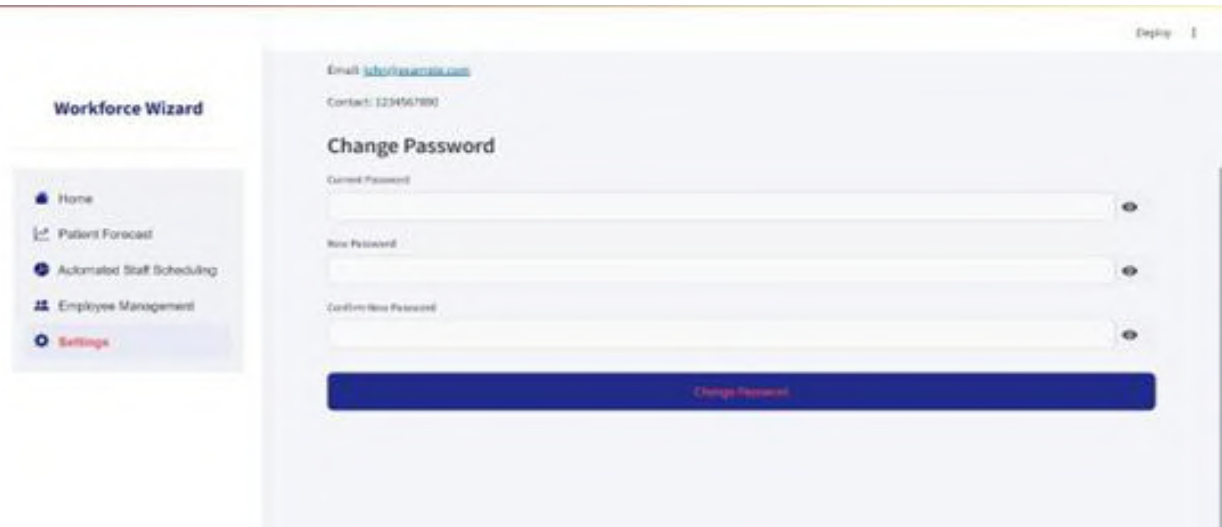 Deploy
Workforce Wizard
Home
Patient Forecast
Automated Staff Scheduling
Employee Management
Settings
Email:
Contact: 1234567890
Change Password
Current Password
New Password
Confirm New Password
Change Password